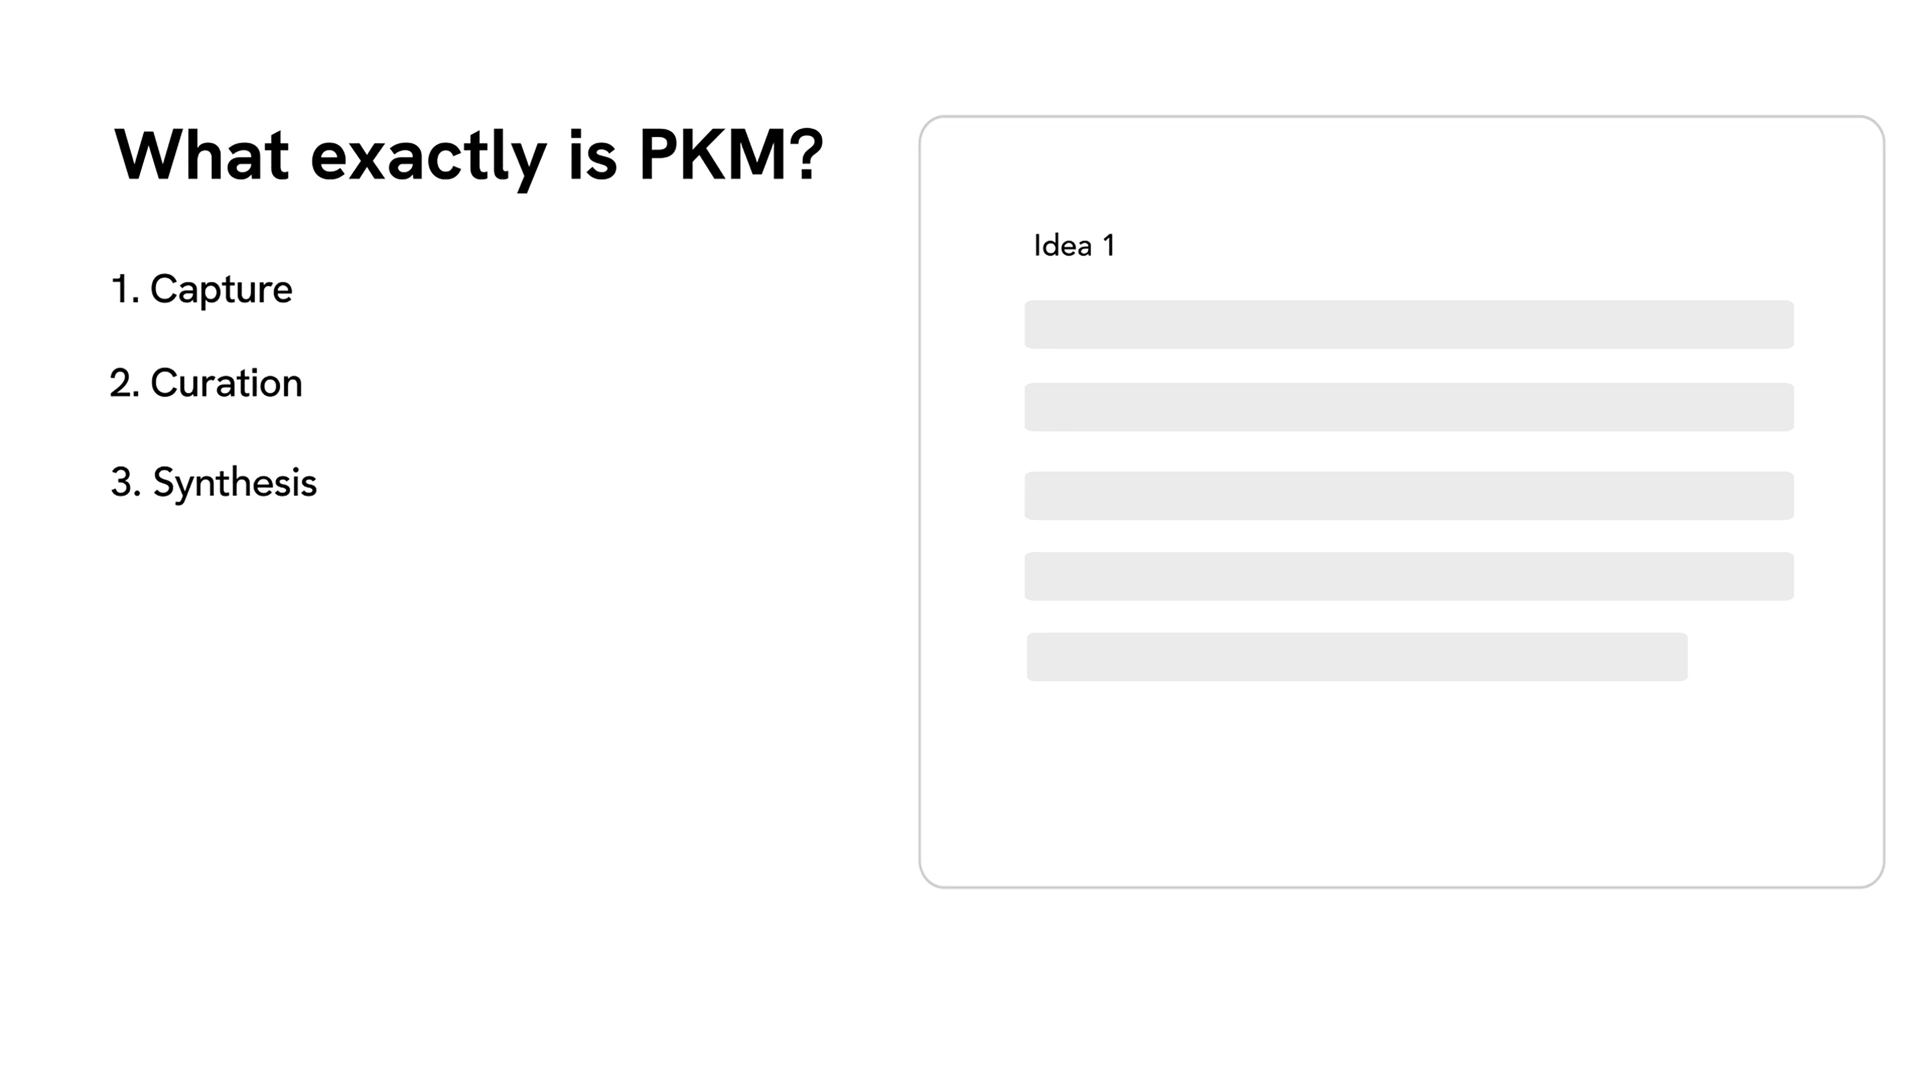 What exactly is PKM?
1. Capture
2. Curation
3. Synthesis
Idea 1